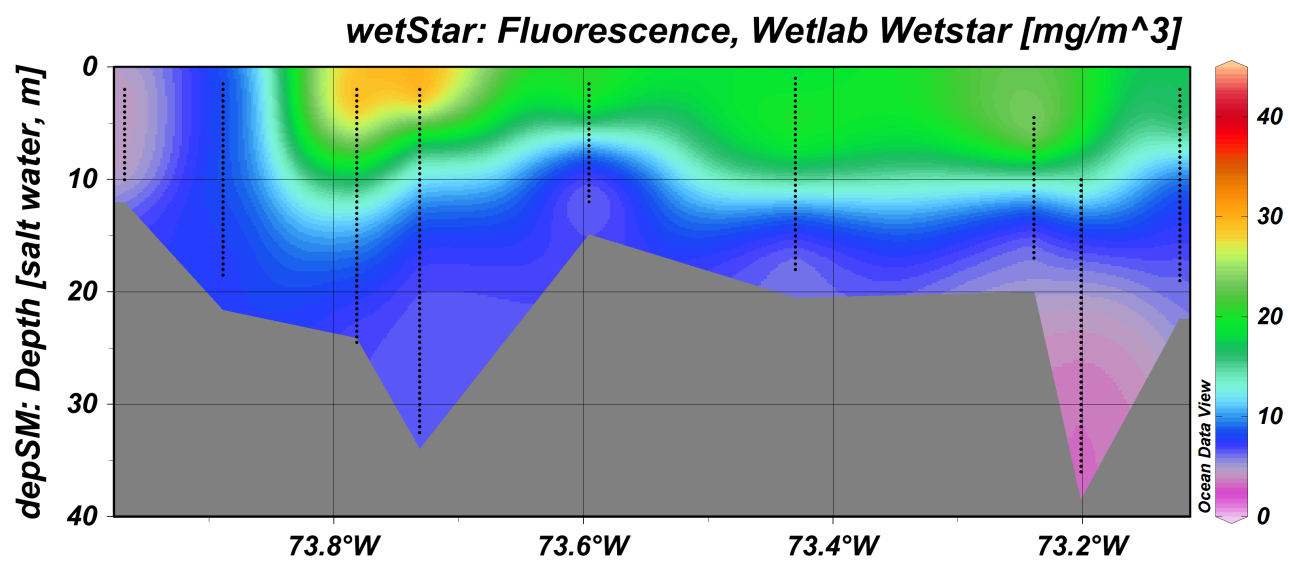 wetStar: Fluorescence, Wetlab Wetstar [mg/m^3]
depSM: Depth [salt water, m]
0
10
20
30
40
73.8°W
73.6°W
73.4°W
73.2°W
Ocean Data View
40
30
20
10
0